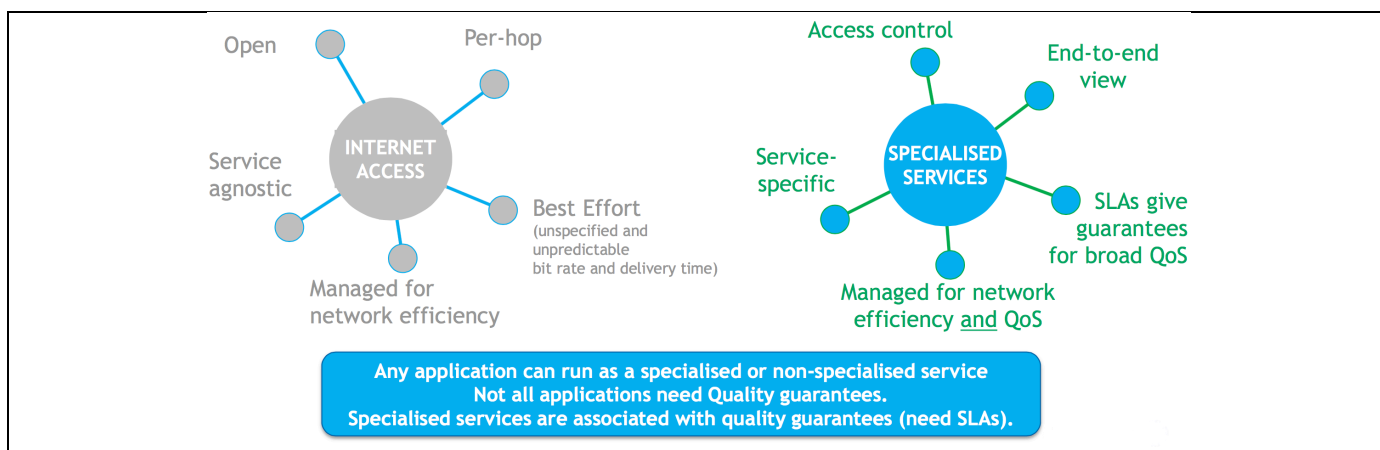 Open
Per-hop
INTERNET
ACCESS
Service
agnostic
Best Effort
(unspecified and
unpredictable
bit rate and delivery time)
Managed for
network efficiency
Access control
End-to-end
view
SPECIALISED
SERVICES
Service-
specific
SLAs give
guarantees
for broad QoS
Managed for network
efficiency and QoS
Any application can run as a specialised or non-specialised service
Not all applications need Quality guarantees.
Specialised services are associated with quality guarantees (need SLAs).